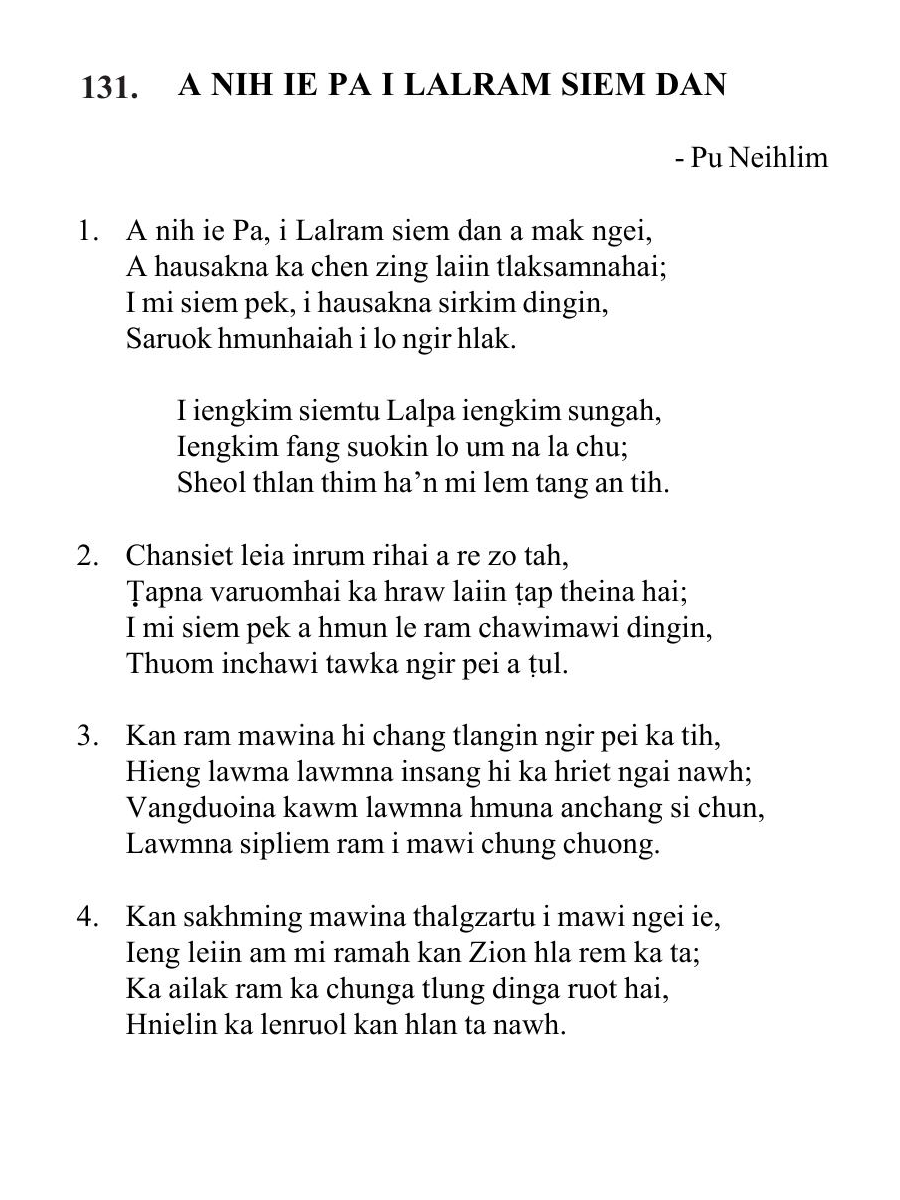 131. A NIH IE PA I LALRAM SIEM DAN
- Pu Neihlim
1. A nih ie Pa, i Lalram siem dan a mak ngei,
A hausakna ka chen zing laiin tlaksamnahai;
I mi siem pek, i hausakna sirkim dingin,
Saruok hmunhaiah i lo ngir hlak.
I iengkim siemtu Lalpa iengkim sungah,
Iengkim fang suokin lo um na la chu;
Sheol thlan thim ha’n mi lem tang an tih.
2. Chansiet leia inrum rihai a re zo tah,
Ṭapna varuomhai ka hraw laiin ṭap theina hai;
I mi siem pek a hmun le ram chawimawi dingin,
Thuom inchawi tawka ngir pei a ṭul.
3. Kan ram mawina hi chang tlangin ngir pei ka tih,
Hieng lawma lawmna insang hi ka hriet ngai nawh;
Vangduoina kawm lawmna hmuna anchang si chun,
Lawmna sipliem ram i mawi chung chuong.
4. Kan sakhming mawina thalgzartu i mawi ngei ie,
Ieng leiin am mi ramah kan Zion hla rem ka ta;
Ka ailak ram ka chunga tlung dinga ruot hai,
Hnielin ka lenruol kan hlan ta nawh.